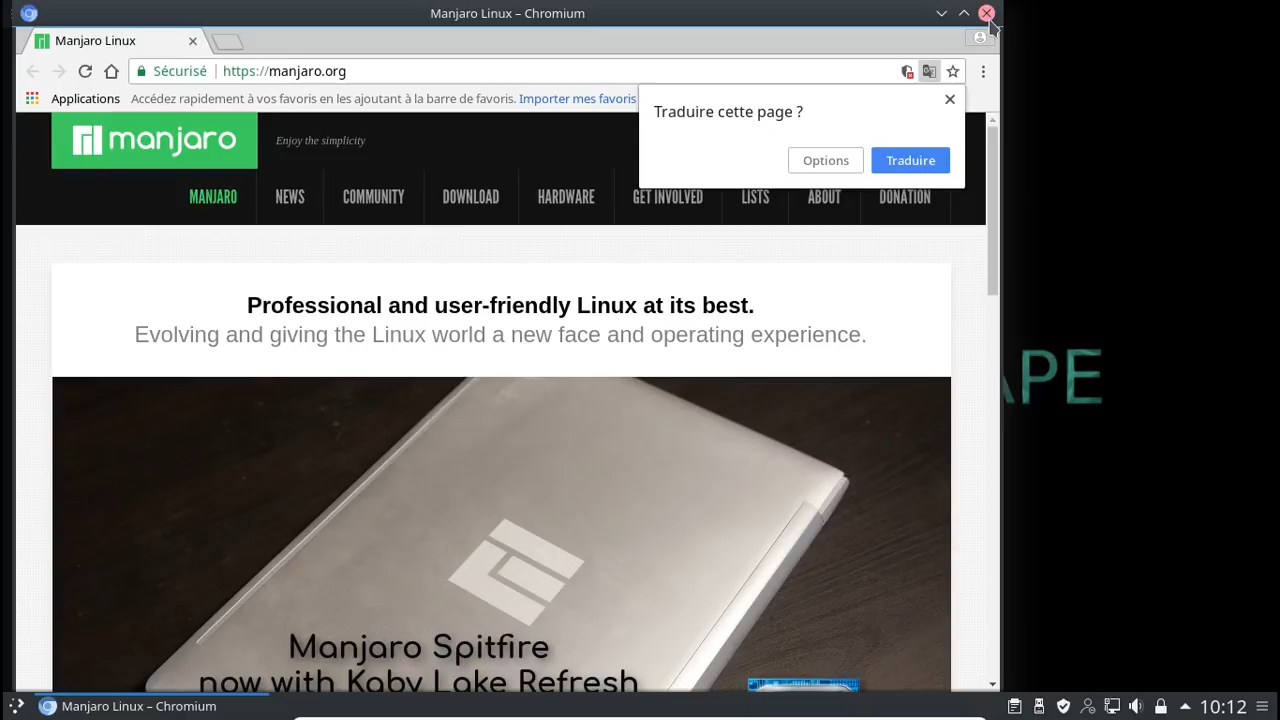 Manjaro Linux – Chromium
Manjaro Linux
Sécurisé https://manjaro.org
Applications Accédez rapidement à vos favoris en les ajoutant à la barre de favoris. Importer mes favoris
Traduire cette page ?
Options Traduire
manjaro Enjoy the simplicity
MANJARO NEWS COMMUNITY DOWNLOAD HARDWARE GET INVOLVED LISTS ABOUT DONATION
Professional and user-friendly Linux at its best.
Evolving and giving the Linux world a new face and operating experience.
APE
Manjaro Spitfire
now with Kaby Lake Refresh
Manjaro Linux – Chromium 10:12